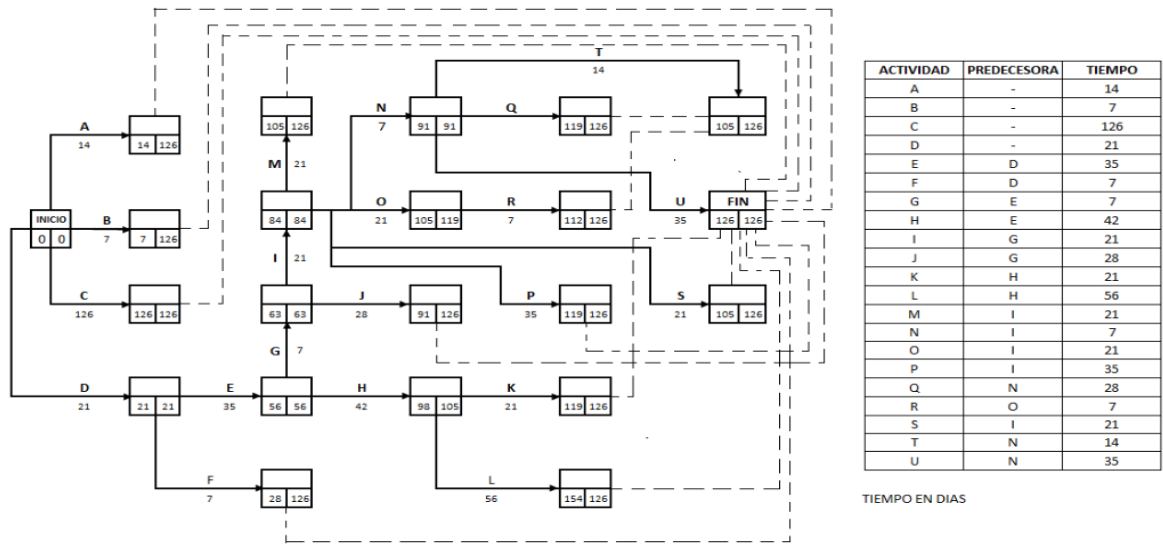 T
14
N
7
Q
A
14
M
21
105 126
91 91
119 126
105 126
14 126
INICIO
0 0
B
7
7 126
84 84
O
21
105 119
R
7
112 126
U
35
FIN
126 126
I
21
C
126
126 126
63 63
J
28
91 126
P
35
119 126
S
21
105 126
G
7
D
21
21 21
E
35
56 56
H
42
98 105
K
21
119 126
F
7
28 126
L
56
154 126
ACTIVIDAD PREDECESORA TIEMPO
A - 14
B - 7
C - 126
D - 21
E D 35
F D 7
G E 7
H E 42
I G 21
J G 28
K H 21
L H 56
M I 21
N I 7
O I 21
P I 35
Q N 28
R O 7
S I 21
T N 14
U N 35
TIEMPO EN DIAS